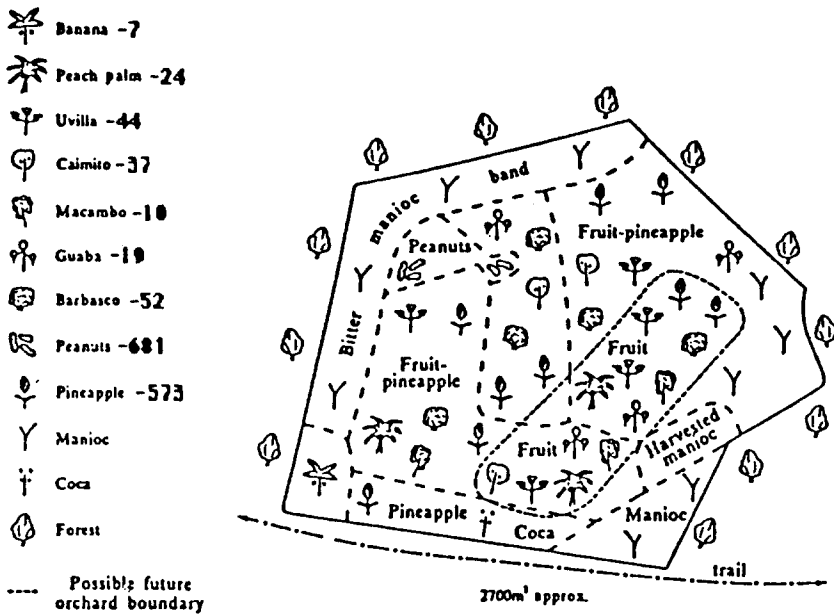 Banana -7
Peach palm -24
Uvilla -44
Caimito -37
Macambo -10
Guaba -19
Barbasco -52
Peanuts -681
Pineapple -573
Manioc
Coca
Forest
Possible future
orchard boundary
Bitter manioc band
Peanuts
Fruit-pineapple
Fruit-
pineapple
Fruit
Fruit
Harvested
manioc
Pineapple
Coca
Manioc
trail
2700m² approx.